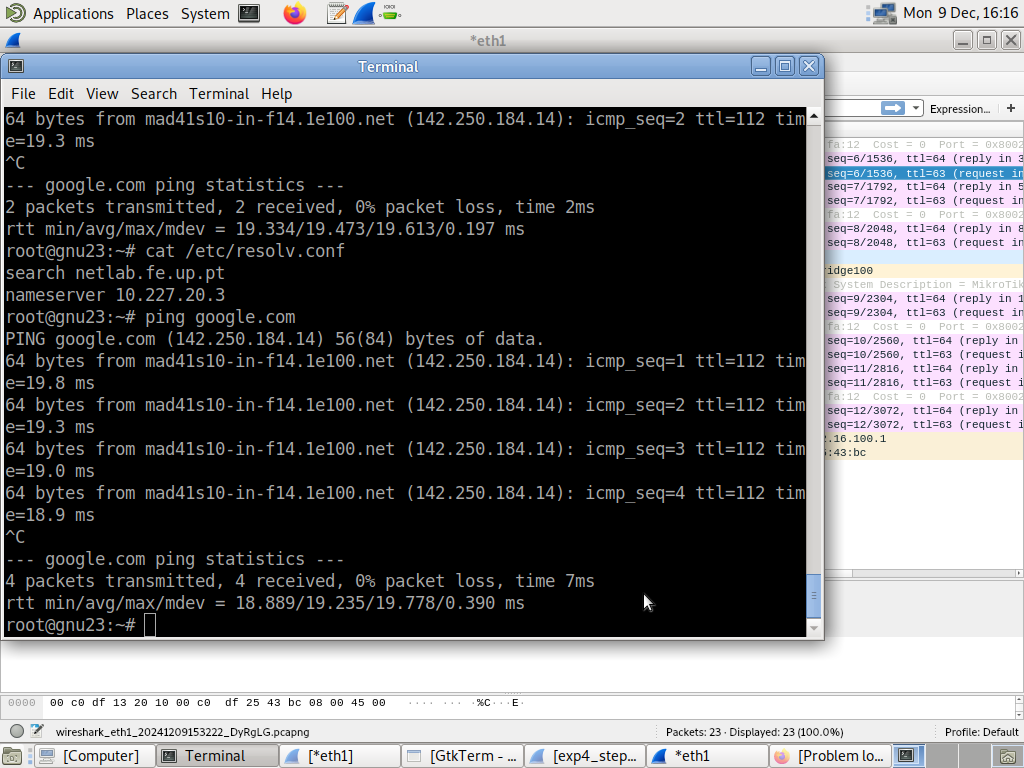 Applications Places System
Mon 9 Dec, 16:16
*eth1
Terminal
File Edit View Search Terminal Help
64 bytes from mad41s10-in-f14.1e100.net (142.250.184.14): icmp_seq=2 ttl=112 tim
e=19.3 ms
^C
--- google.com ping statistics ---
2 packets transmitted, 2 received, 0% packet loss, time 2ms
rtt min/avg/max/mdev = 19.334/19.473/19.613/0.197 ms
root@gnu23:~# cat /etc/resolv.conf
search netlab.fe.up.pt
nameserver 10.227.20.3
root@gnu23:~# ping google.com
PING google.com (142.250.184.14) 56(84) bytes of data.
64 bytes from mad41s10-in-f14.1e100.net (142.250.184.14): icmp_seq=1 ttl=112 tim
e=19.8 ms
64 bytes from mad41s10-in-f14.1e100.net (142.250.184.14): icmp_seq=2 ttl=112 tim
e=19.3 ms
64 bytes from mad41s10-in-f14.1e100.net (142.250.184.14): icmp_seq=3 ttl=112 tim
e=19.0 ms
64 bytes from mad41s10-in-f14.1e100.net (142.250.184.14): icmp_seq=4 ttl=112 tim
e=18.9 ms
^C
--- google.com ping statistics ---
4 packets transmitted, 4 received, 0% packet loss, time 7ms
rtt min/avg/max/mdev = 18.889/19.235/19.778/0.390 ms
root@gnu23:~#
Expression... +
fa:12 Cost = 0 Port = 0x8002
seq=6/1536, ttl=64 (reply in 3
seq=6/1536, ttl=63 (request in
seq=7/1792, ttl=64 (reply in 5
seq=7/1792, ttl=63 (request in
fa:12 Cost = 0 Port = 0x8002
seq=8/2048, ttl=64 (reply in 8
seq=8/2048, ttl=63 (request in
ridge100
System Description = MikroTik
seq=9/2304, ttl=64 (reply in 1
seq=9/2304, ttl=63 (request in
fa:12 Cost = 0 Port = 0x8002
seq=10/2560, ttl=64 (reply in
seq=10/2560, ttl=63 (request i
seq=11/2816, ttl=64 (reply in
seq=11/2816, ttl=63 (request i
fa:12 Cost = 0 Port = 0x8002
seq=12/3072, ttl=64 (reply in
seq=12/3072, ttl=63 (request i
.16.100.1
:43:bc
0000 00 c0 df 13 20 10 00 c0 df 25 43 bc 08 00 45 00 ···· ··· ·%C···E·
wireshark_eth1_20241209153222_DyRgLG.pcapng
Packets: 23 · Displayed: 23 (100.0%)
Profile: Default
[Computer]
Terminal
[*eth1]
[GtkTerm - ...
[exp4_step...
*eth1
[Problem lo...